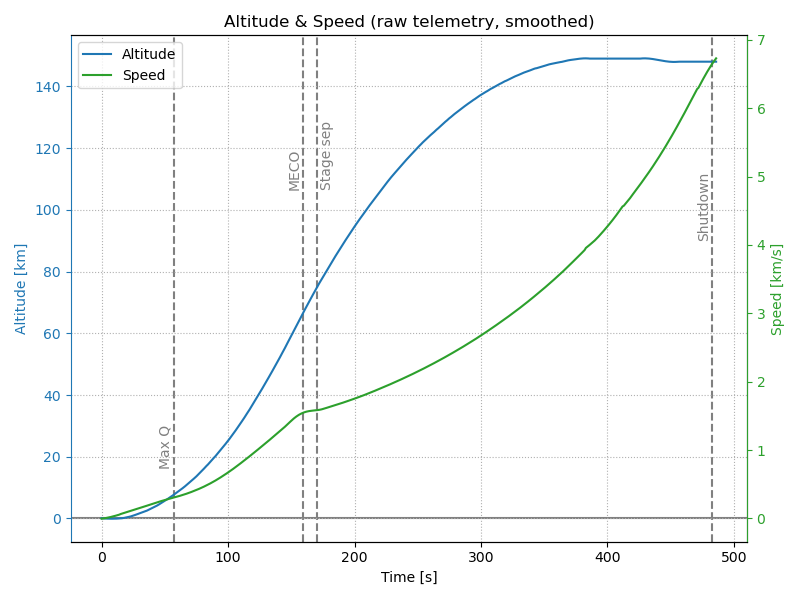 Altitude & Speed (raw telemetry, smoothed)
Altitude
Speed
Altitude [km]
140
120
100
80
60
40
20
0
Max Q
MECO
Stage sep
Shutdown
7
6
5
4
3
2
1
0
Speed [km/s]
0 100 200 300 400 500
Time [s]